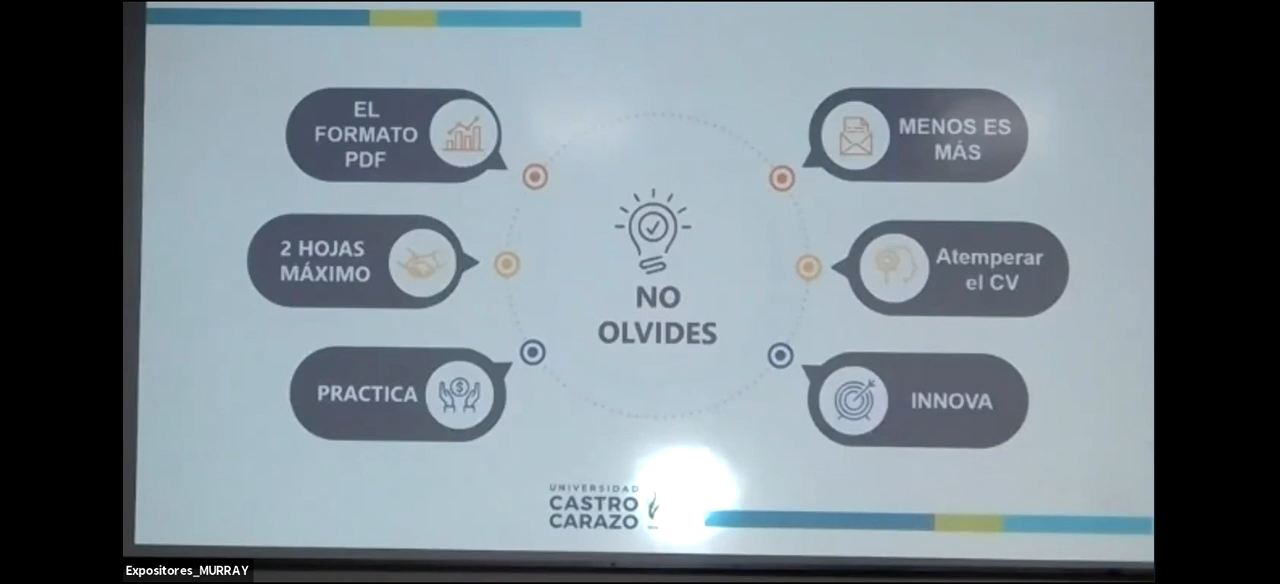 EL
FORMATO
PDF
MENOS ES
MÁS
2 HOJAS
MÁXIMO
Atemperar
el CV
NO
OLVIDES
PRACTICA
$
INNOVA
UNIVERSIDAD
CASTRO
CARAZO
Expositores_MURRAY